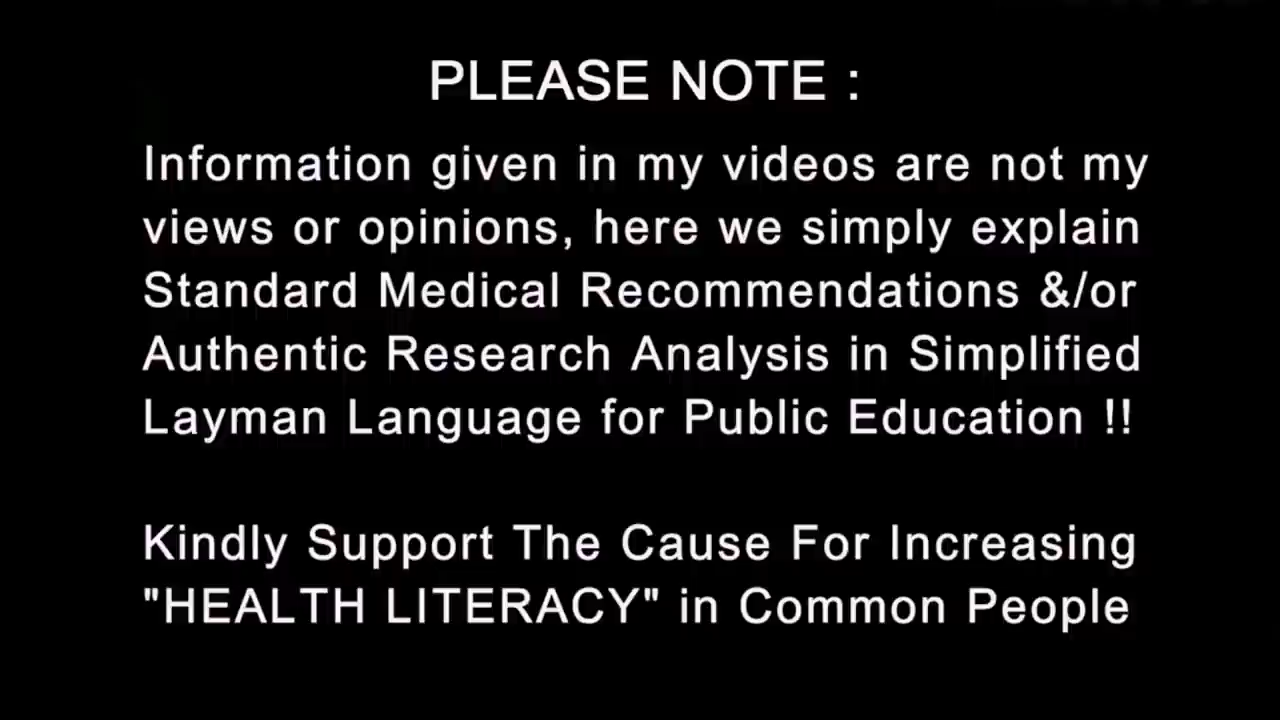 PLEASE NOTE :
Information given in my videos are not my
views or opinions, here we simply explain
Standard Medical Recommendations &/or
Authentic Research Analysis in Simplified
Layman Language for Public Education !!
Kindly Support The Cause For Increasing
"HEALTH LITERACY" in Common People